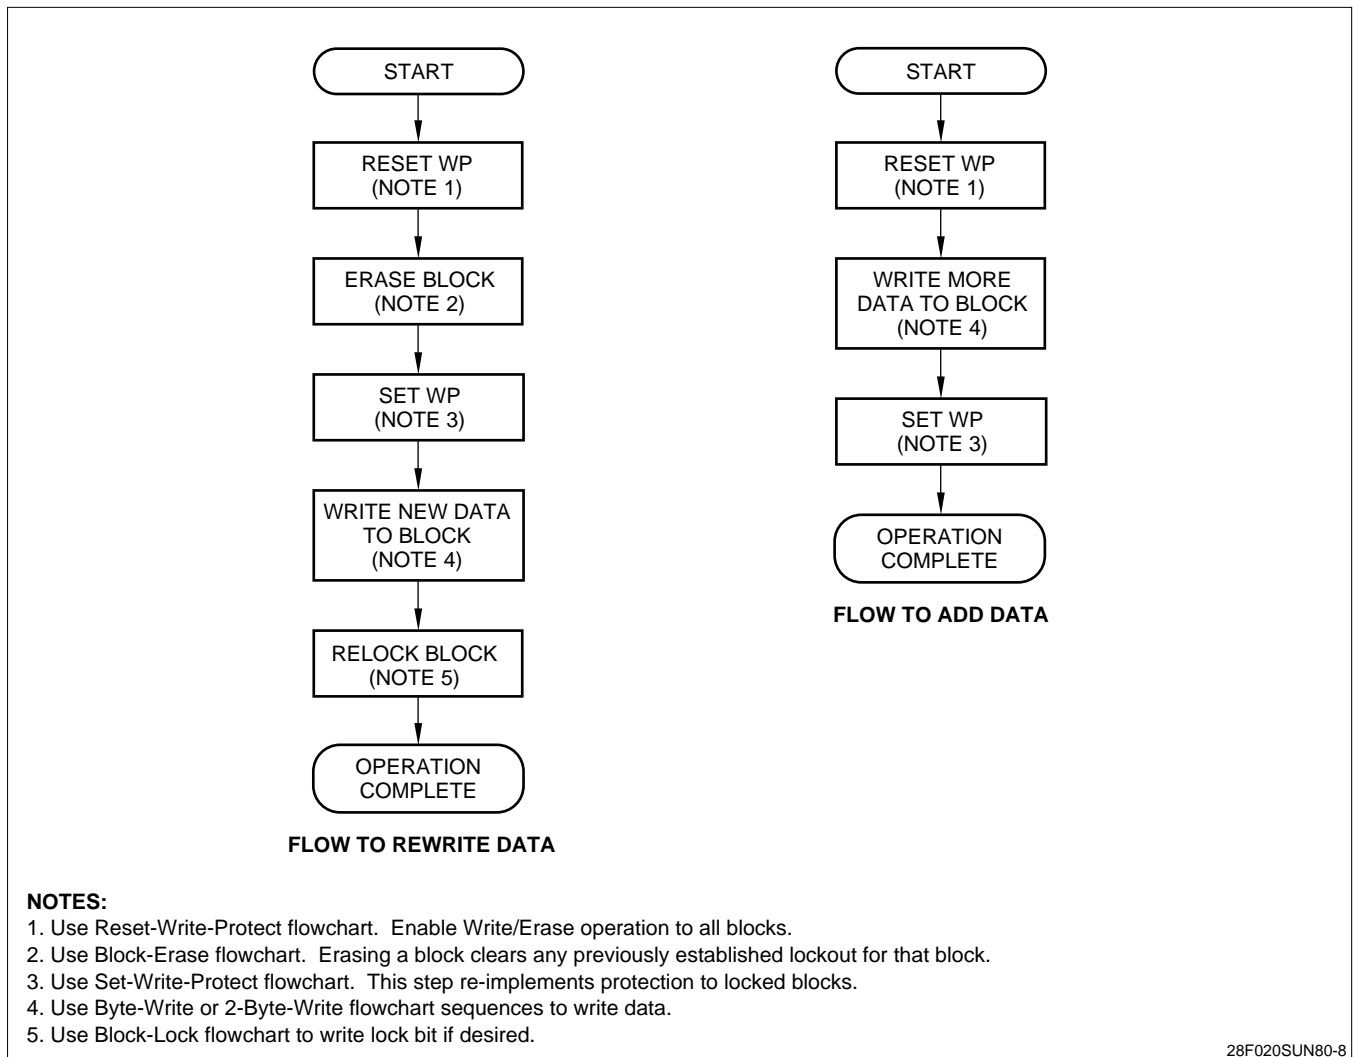 START
RESET WP
(NOTE 1)
ERASE BLOCK
(NOTE 2)
SET WP
(NOTE 3)
WRITE NEW DATA
TO BLOCK
(NOTE 4)
RELOCK BLOCK
(NOTE 5)
OPERATION
COMPLETE
FLOW TO REWRITE DATA
START
RESET WP
(NOTE 1)
WRITE MORE
DATA TO BLOCK
(NOTE 4)
SET WP
(NOTE 3)
OPERATION
COMPLETE
FLOW TO ADD DATA
NOTES:
1. Use Reset-Write-Protect flowchart. Enable Write/Erase operation to all blocks.
2. Use Block-Erase flowchart. Erasing a block clears any previously established lockout for that block.
3. Use Set-Write-Protect flowchart. This step re-implements protection to locked blocks.
4. Use Byte-Write or 2-Byte-Write flowchart sequences to write data.
5. Use Block-Lock flowchart to write lock bit if desired.
28F020SUN80-8